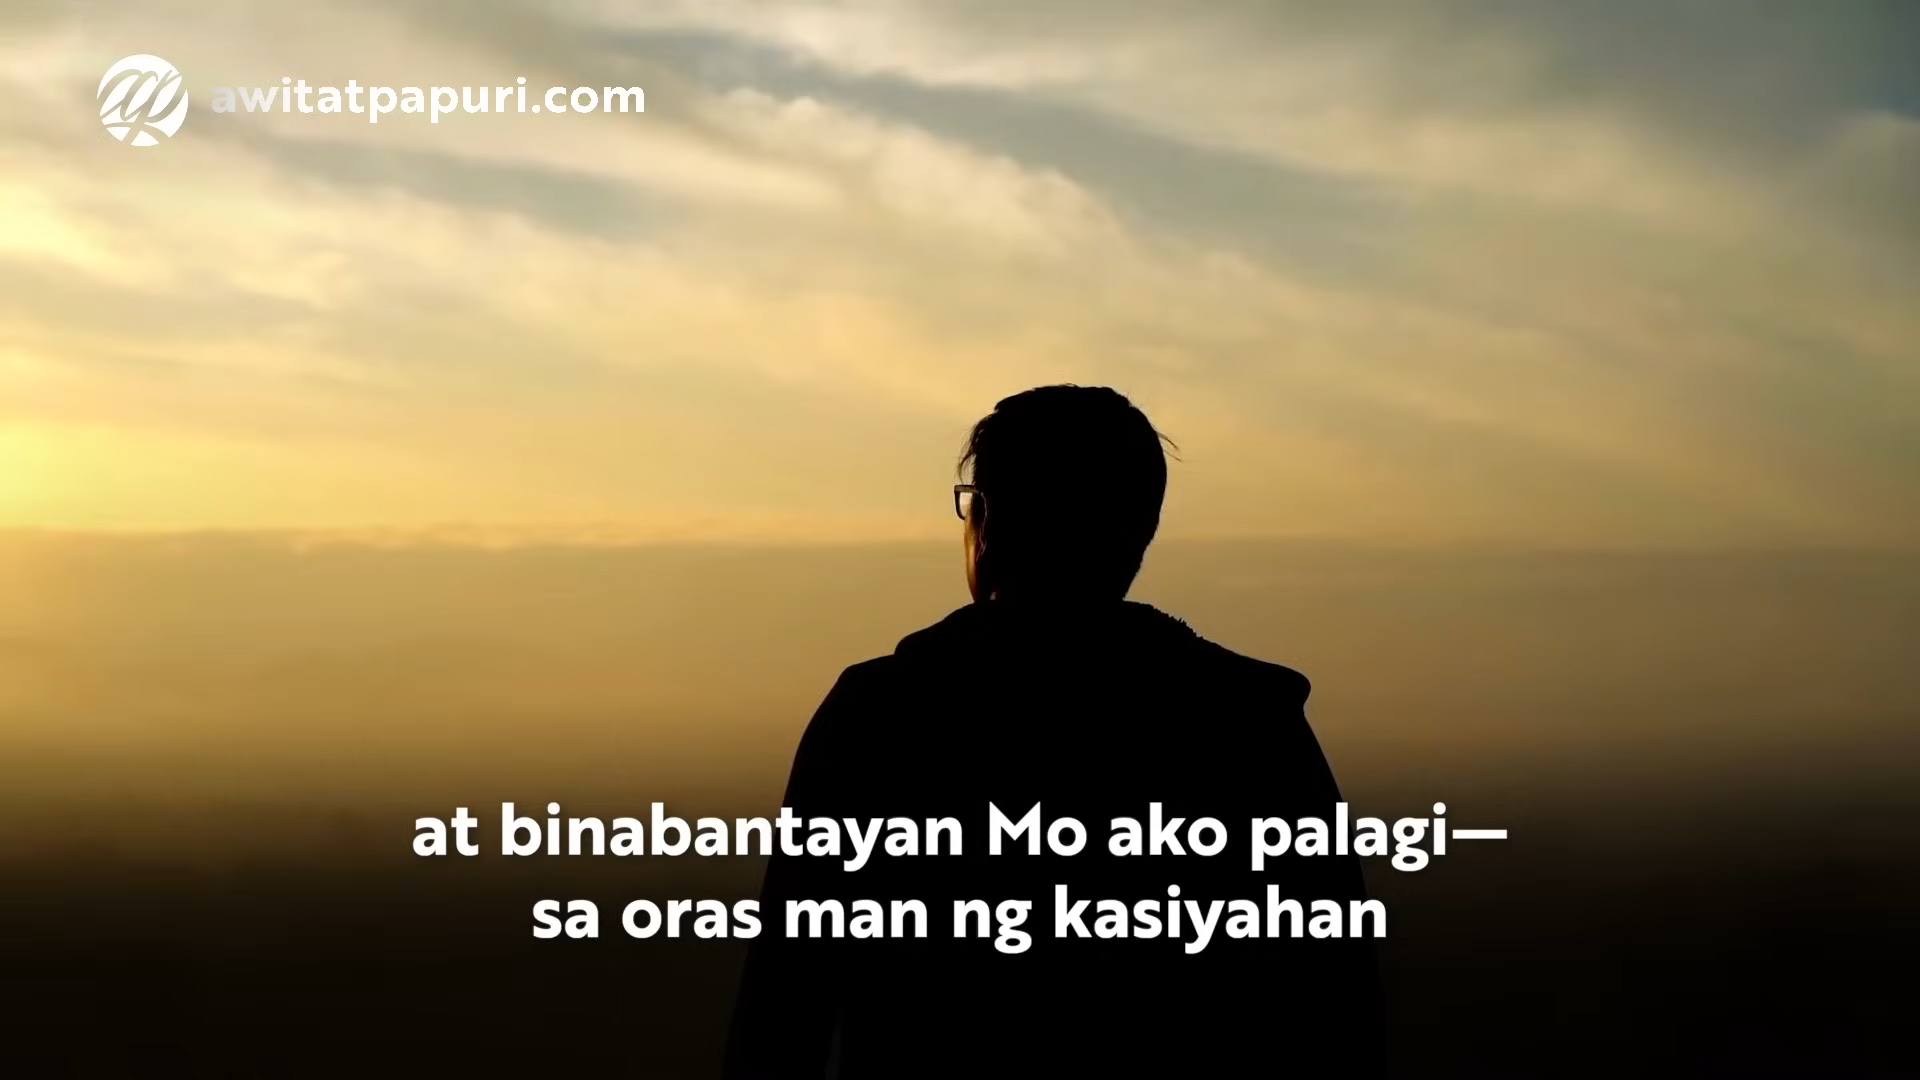 awitatpapuri.com
at binabantayan Mo ako palagi—
sa oras man ng kasiyahan